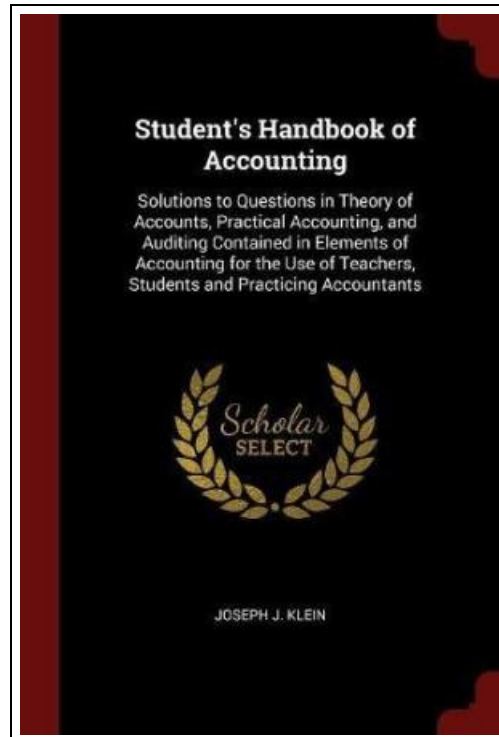 Student's Handbook of
Accounting
Solutions to Questions in Theory of
Accounts, Practical Accounting, and
Auditing Contained in Elements of
Accounting for the Use of Teachers,
Students and Practicing Accountants
Scholar
SELECT
JOSEPH J. KLEIN